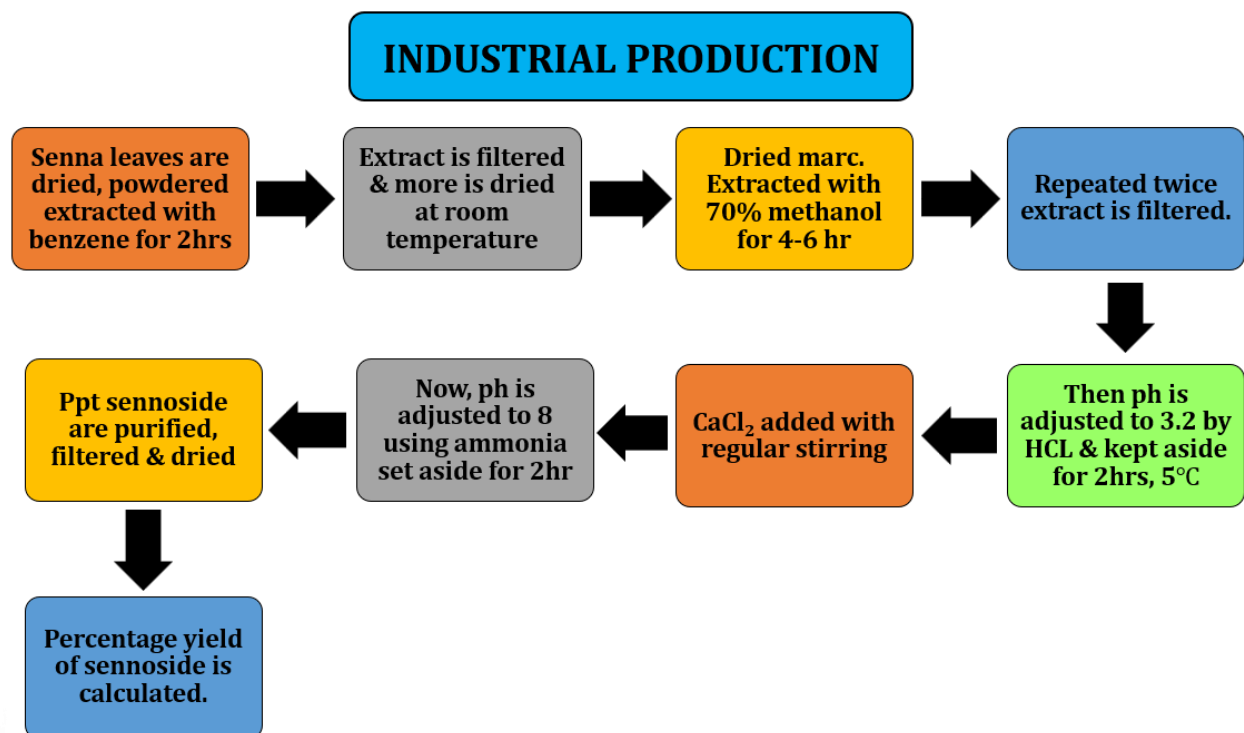 INDUSTRIAL PRODUCTION
Senna leaves are
dried, powdered
extracted with
benzene for 2hrs
Extract is filtered
& more is dried
at room
temperature
Dried marc.
Extracted with
70% methanol
for 4-6 hr
Repeated twice
extract is filtered.
Then ph is
adjusted to 3.2 by
HCL & kept aside
for 2hrs, 5℃
CaCl₂ added with
regular stirring
Now, ph is
adjusted to 8
using ammonia
set aside for 2hr
Ppt sennoside
are purified,
filtered & dried
Percentage yield
of sennoside is
calculated.